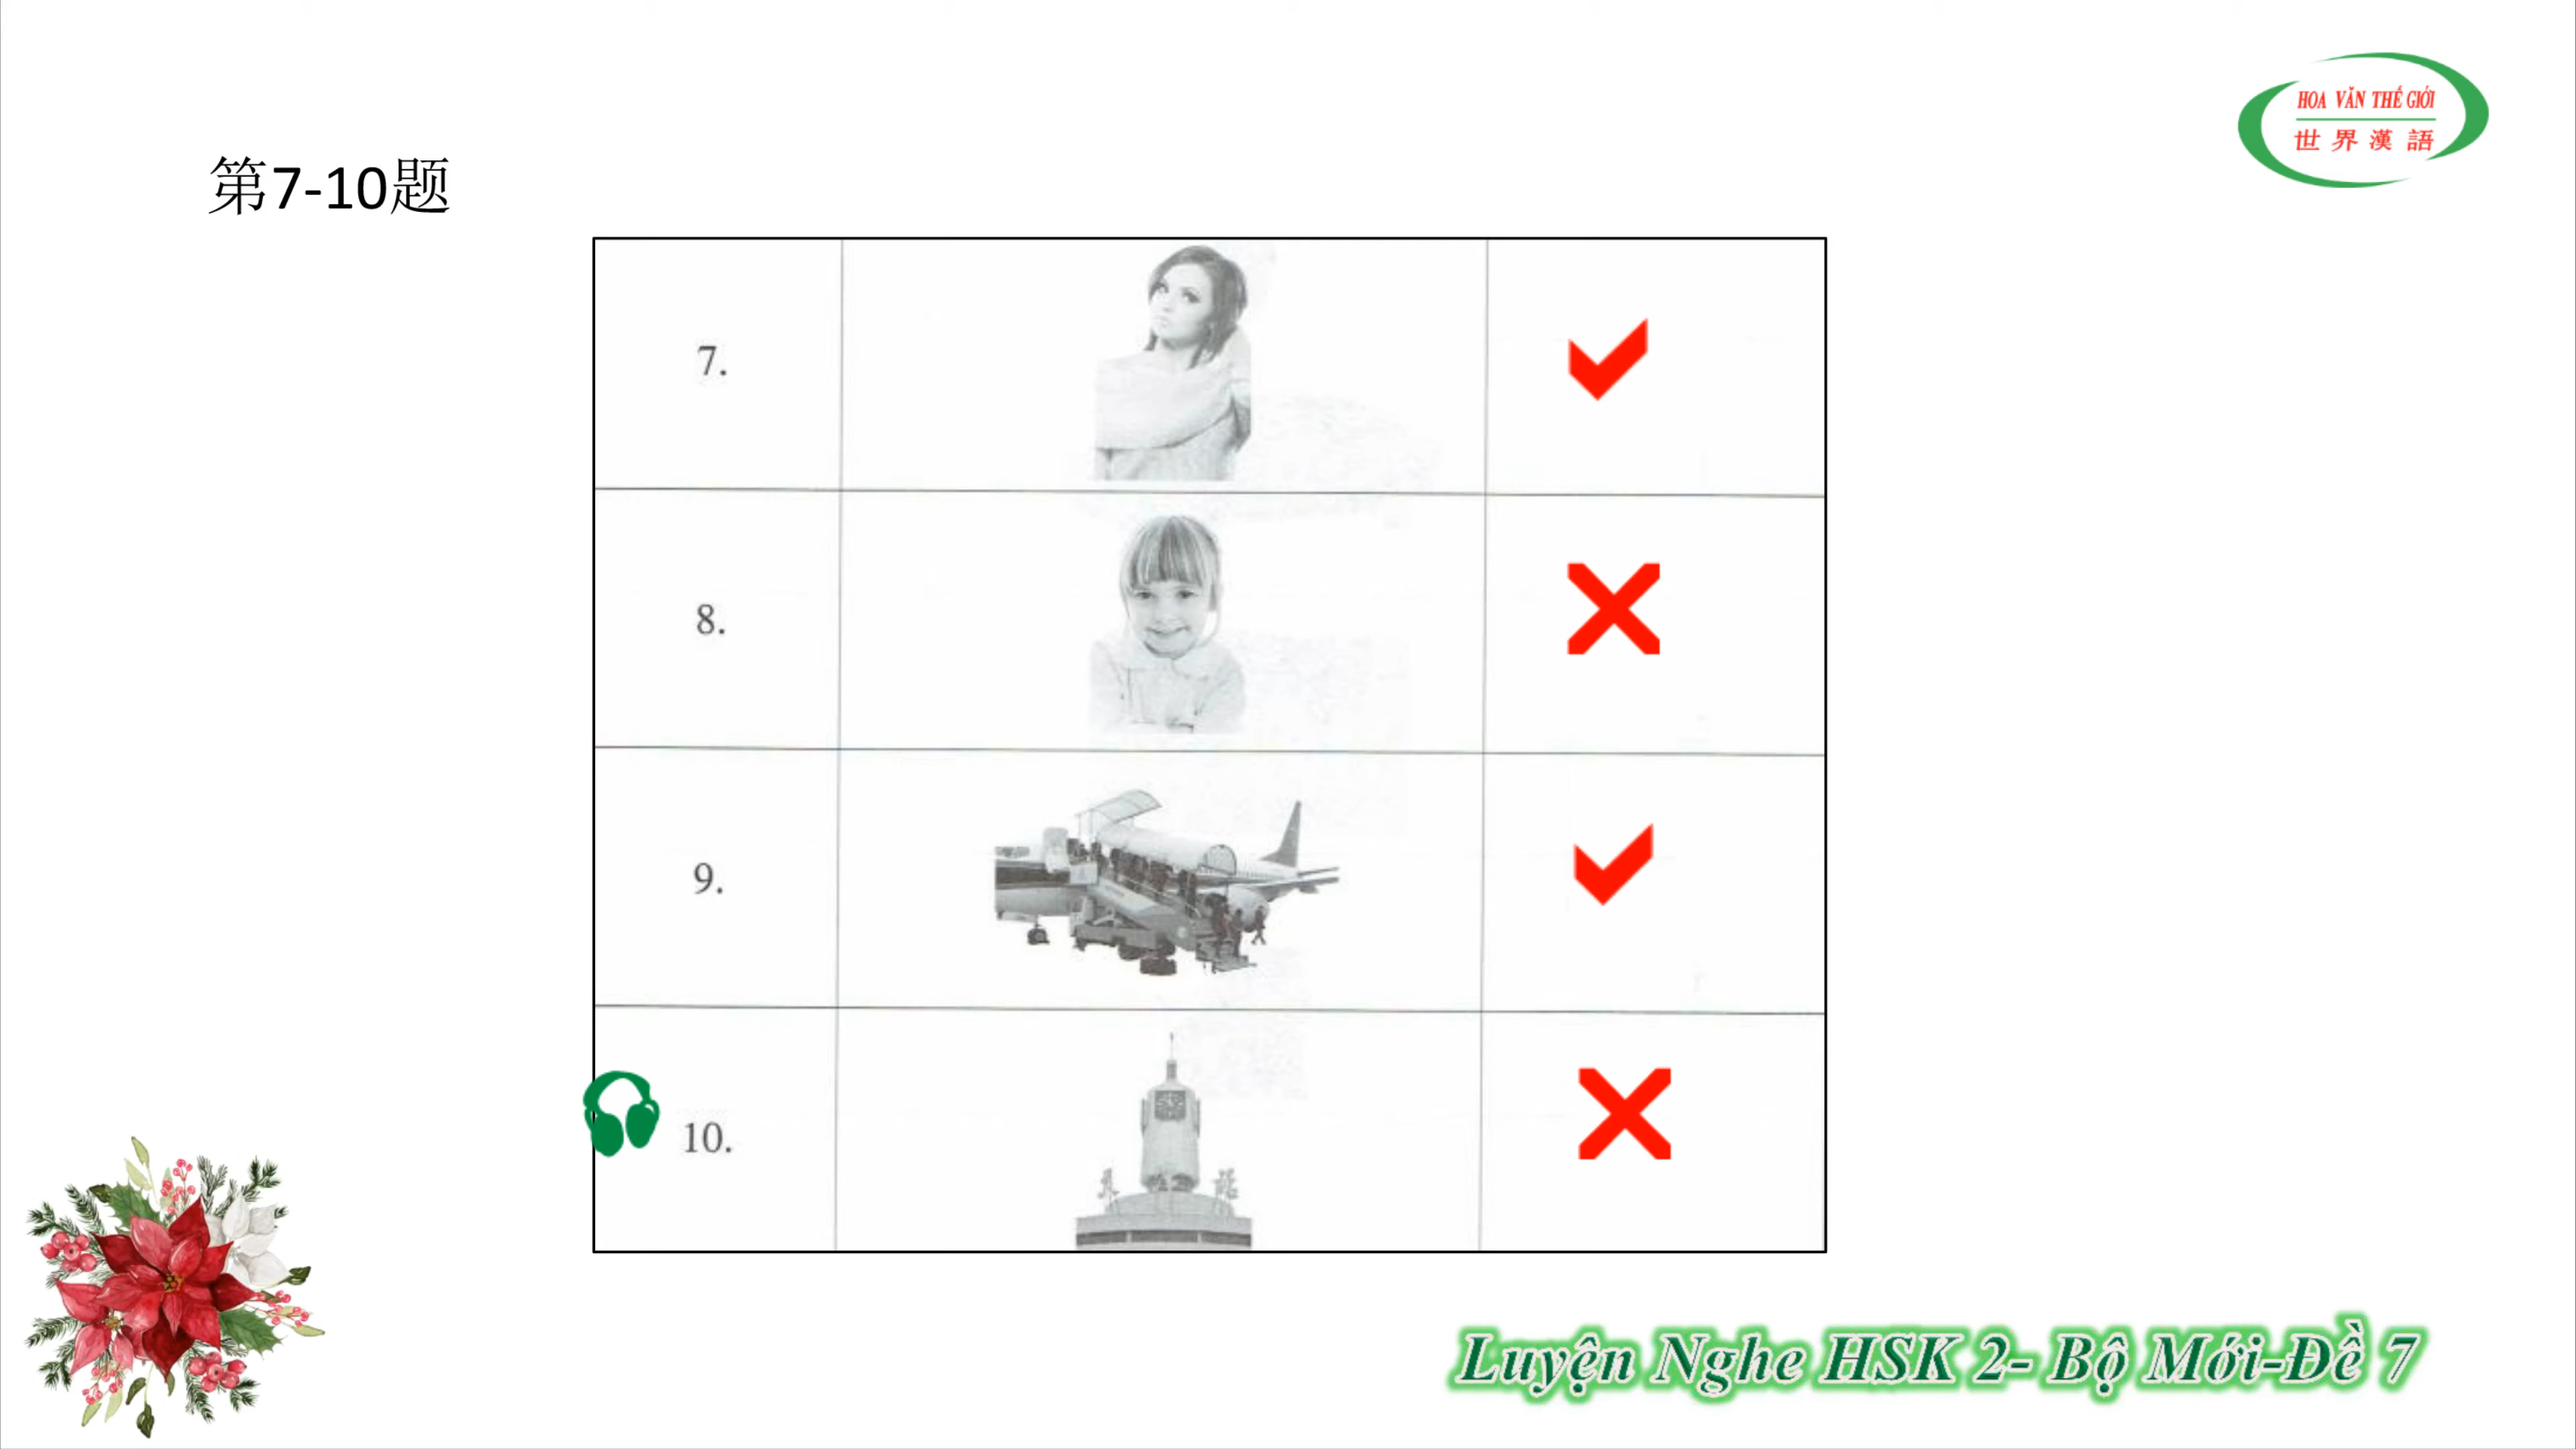 HOA VĂN THẾ GIỚI
世界漢語
第7-10题
7.
8.
9.
10.
Luyện Nghe HSK 2- Bộ Mới-Đề 7